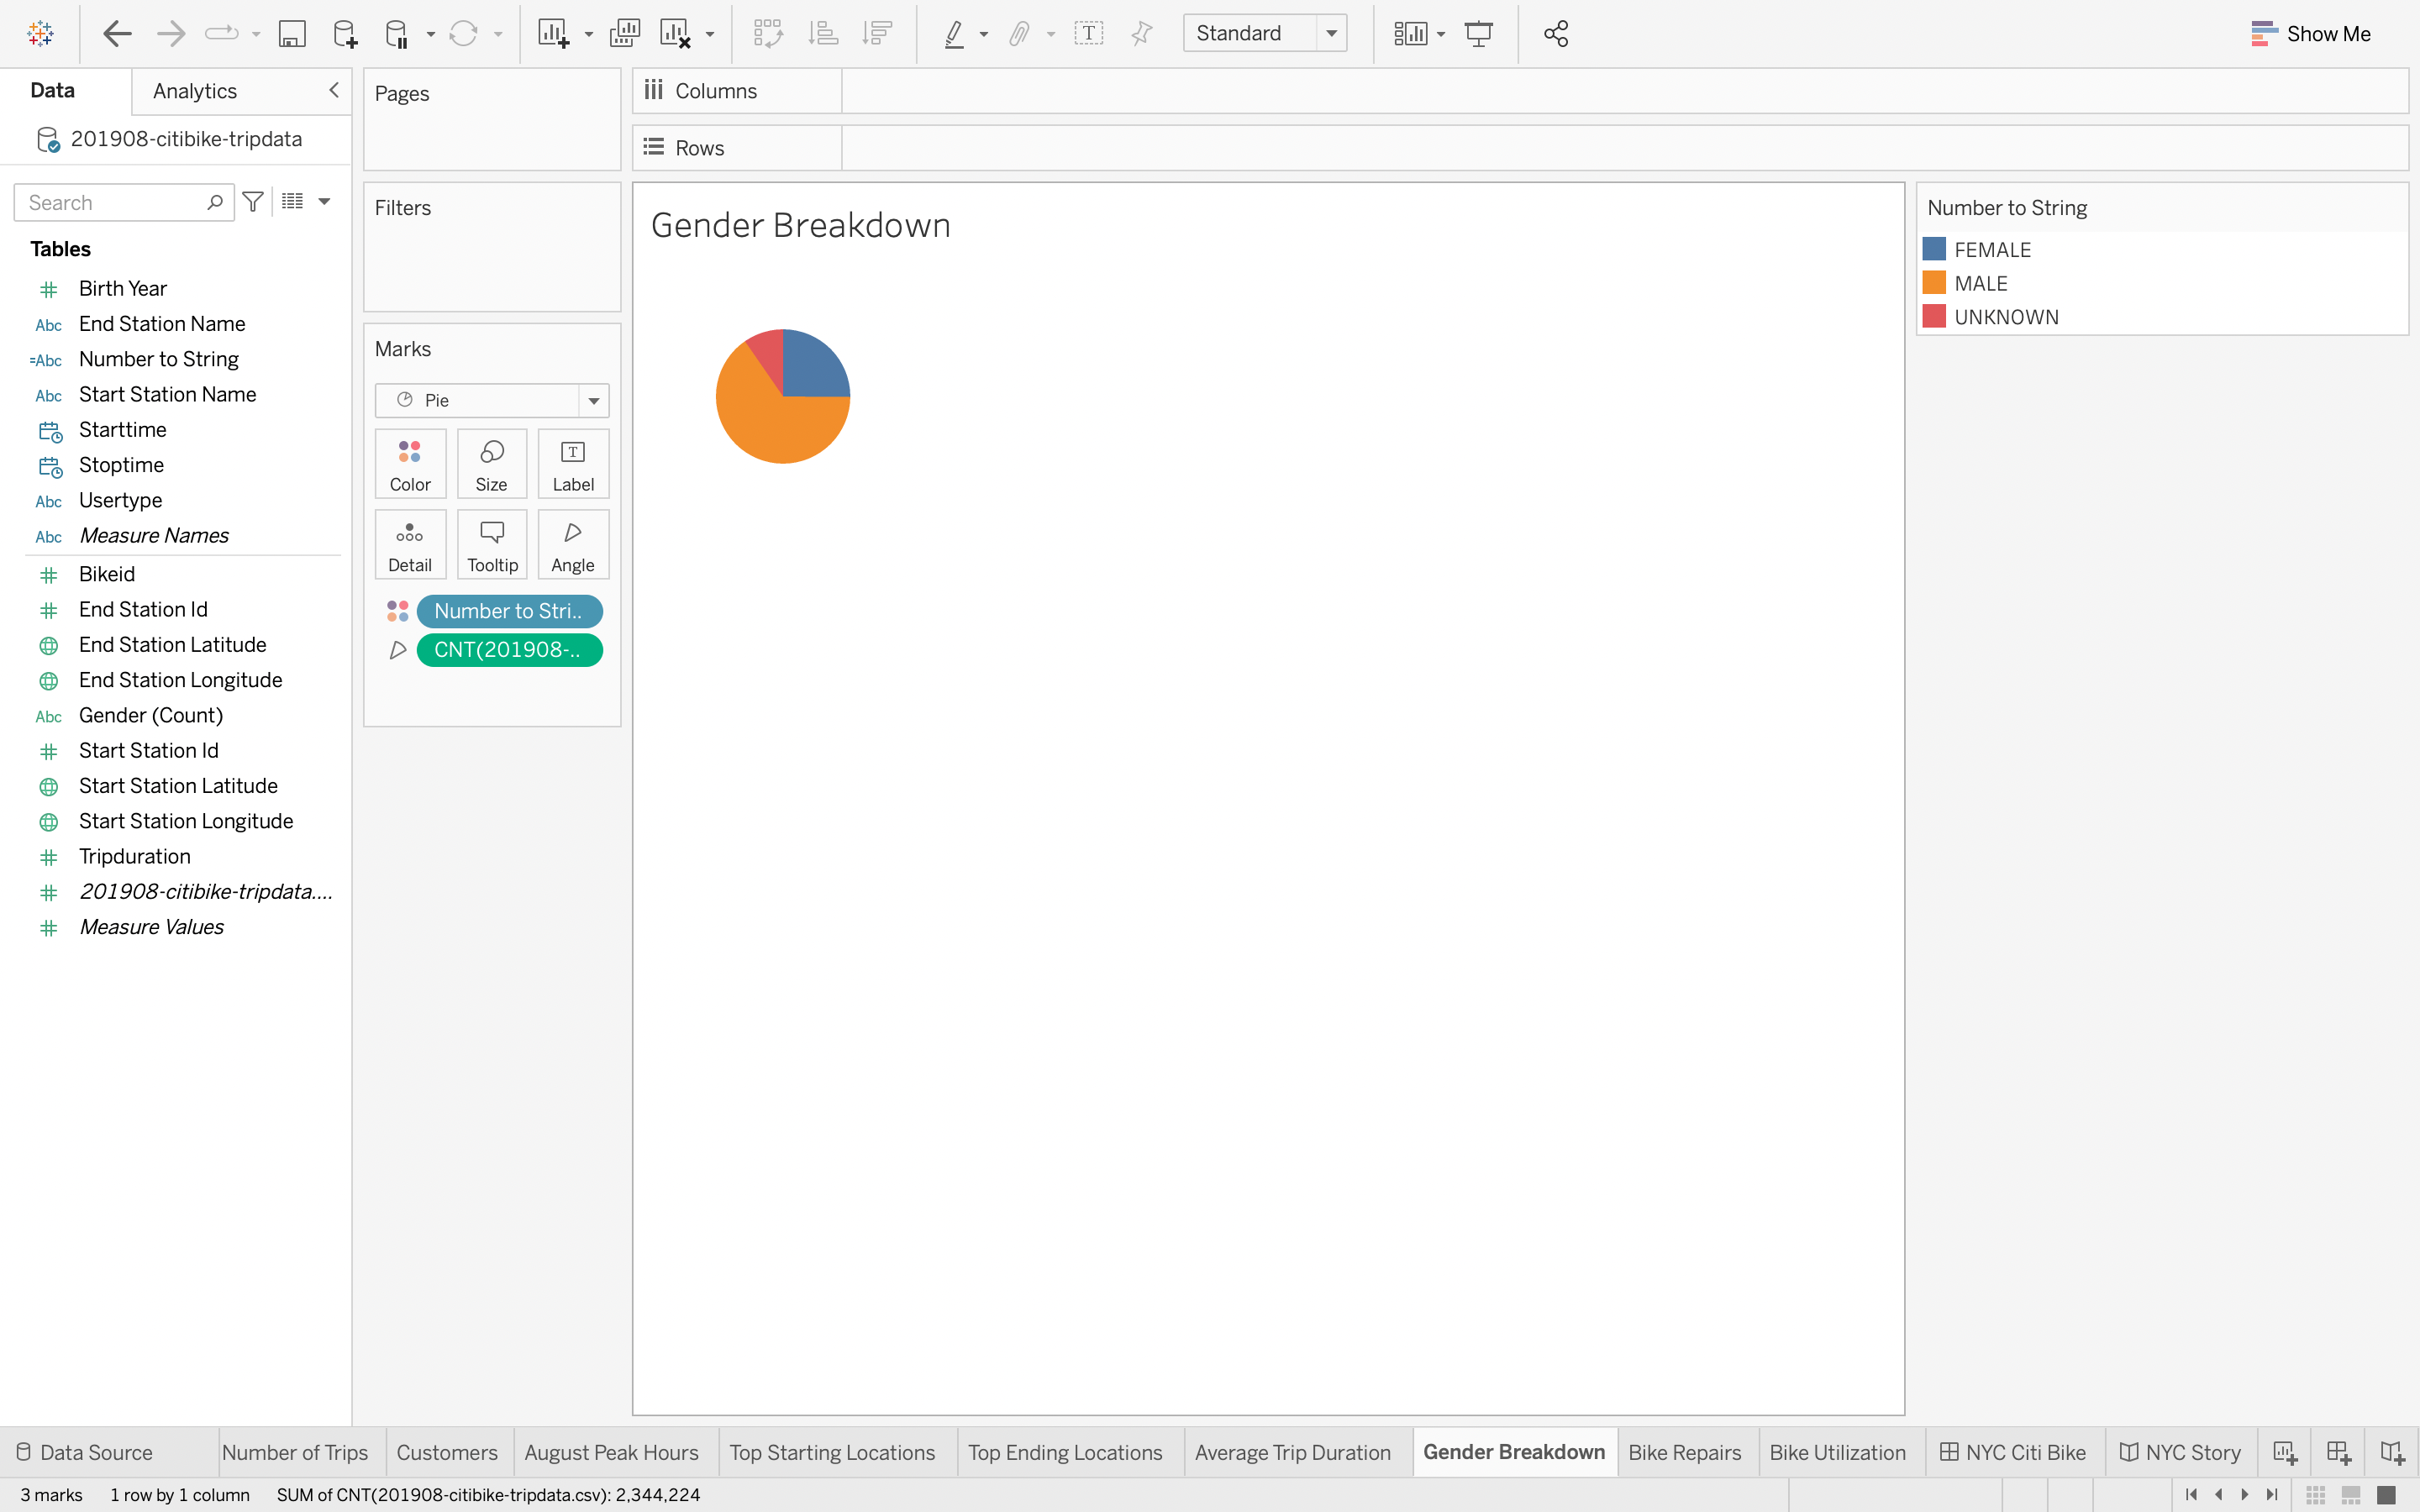 Standard
Show Me
Data
Analytics
201908-citibike-tripdata
Search
Tables
Birth Year
Abc End Station Name
=Abc Number to String
Abc Start Station Name
Starttime
Stoptime
Abc Usertype
Abc Measure Names
Bikeid
End Station Id
End Station Latitude
End Station Longitude
Abc Gender (Count)
Start Station Id
Start Station Latitude
Start Station Longitude
Tripduration
201908-citibike-tripdata....
Measure Values
Pages
Filters
Marks
Pie
Color Size Label
Detail Tooltip Angle
Number to Stri..
CNT(201908-..
Columns
Rows
Gender Breakdown
Number to String
FEMALE
MALE
UNKNOWN
Data Source Number of Trips Customers August Peak Hours Top Starting Locations Top Ending Locations Average Trip Duration Gender Breakdown Bike Repairs Bike Utilization NYC Citi Bike NYC Story
3 marks 1 row by 1 column SUM of CNT(201908-citibike-tripdata.csv): 2,344,224